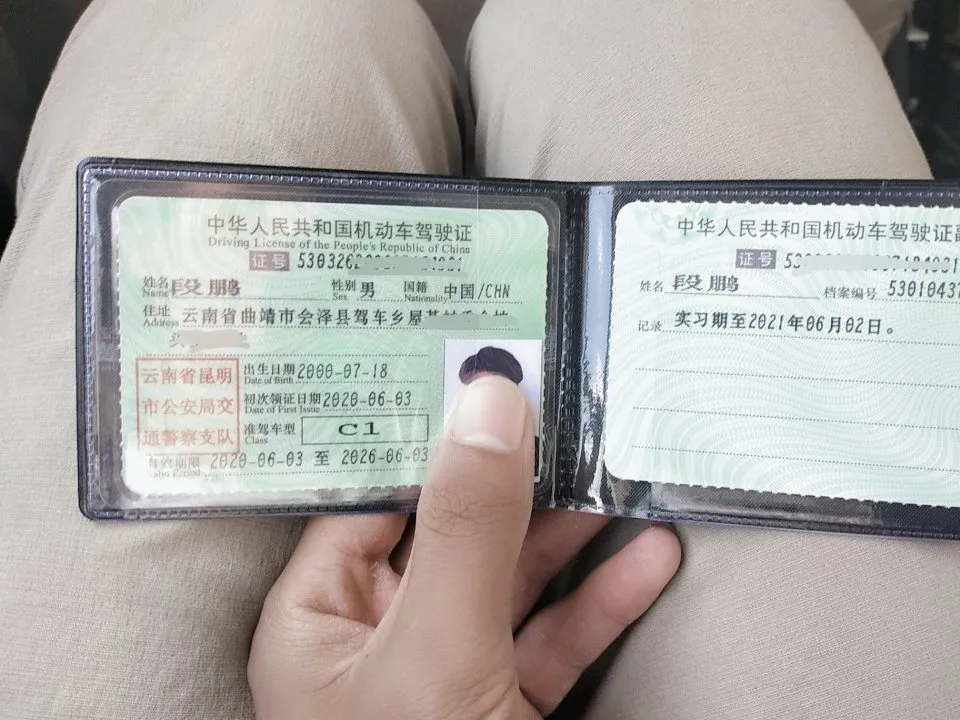 中华人民共和国机动车驾驶证
Driving License of the People's Republic of China
证号 530326
姓名 Name 段鹏 性别 Sex 男 国籍 Nationality 中国/CHN
住址 Address 云南省曲靖市会泽县驾车乡屋
云南省昆明
市公安局交
通警察支队
出生日期 Date of Birth 2000-07-18
初次领证日期 Date of First Issue 2020-06-03
准驾车型 Class C1
有效期限 Valid Period 2020-06-03 至 2026-06-03
中华人民共和国机动车驾驶证
证号 53
姓名 段鹏 档案编号 5301043
记录 实习期至2021年06月02日。